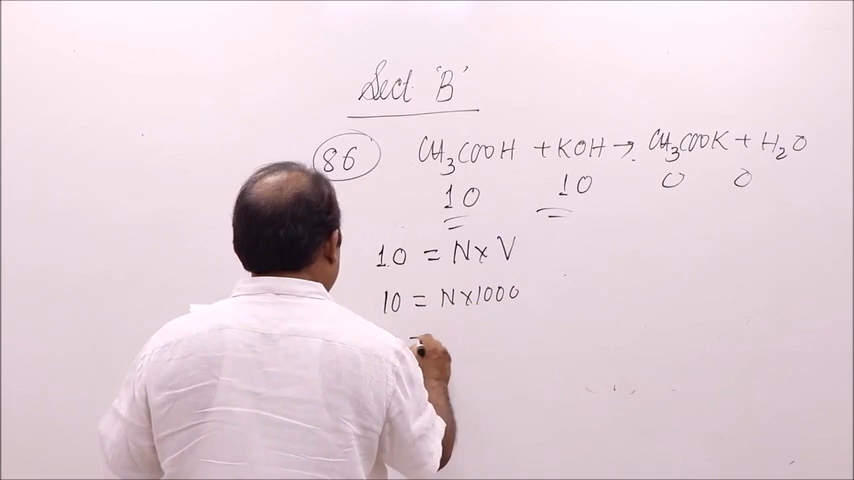 Sect 'B'
86 CH3COOH + KOH → CH3COOK + H2O
10 10 0 0
10 = N x V
10 = N x 1000